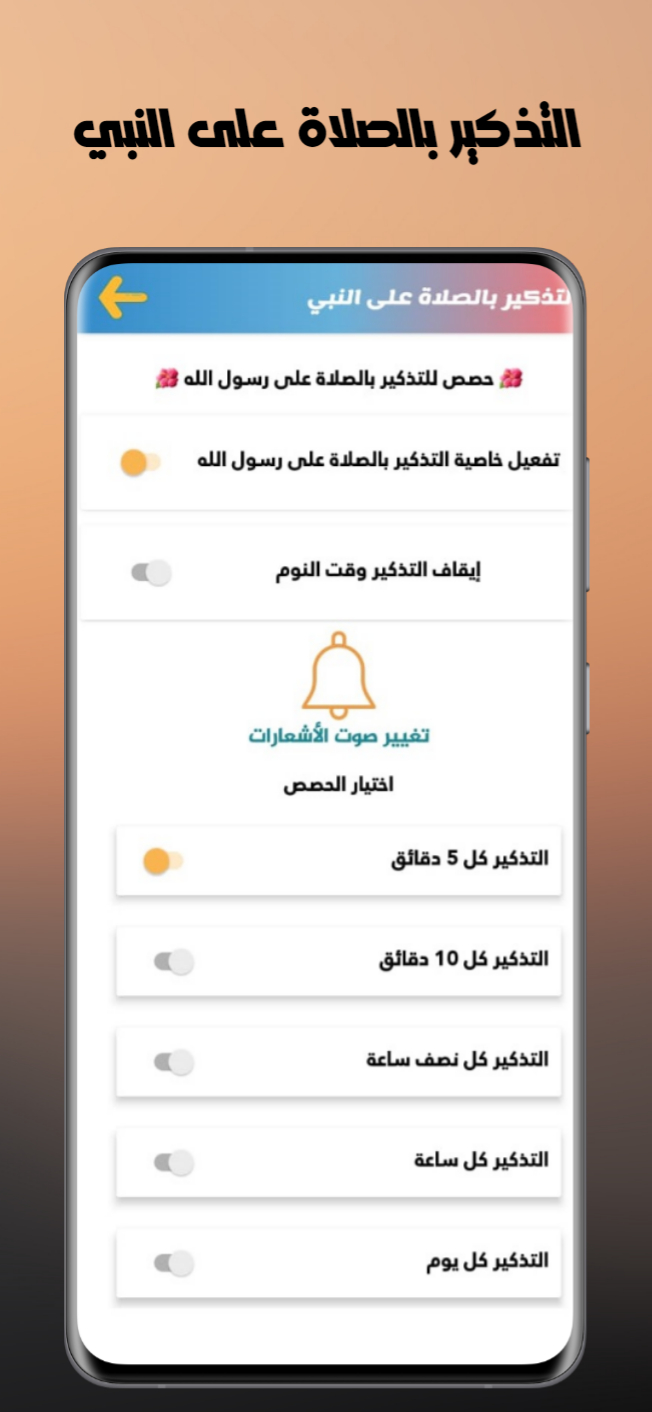 التذكير بالصلاة على النبي
لتذكير بالصلاة على النبي
🌺 حصص للتذكير بالصلاة على رسول الله 🌺
تفعيل خاصية التذكير بالصلاة على رسول الله
إيقاف التذكير وقت النوم
تغيير صوت الأشعارات
اختيار الحصص
التذكير كل 5 دقائق
التذكير كل 10 دقائق
التذكير كل نصف ساعة
التذكير كل ساعة
التذكير كل يوم